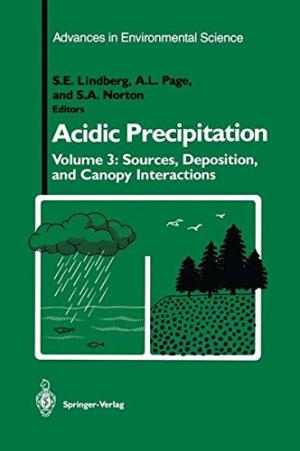 Advances in Environmental Science
S.E. Lindberg, A.L. Page,
and S.A. Norton
Editors
Acidic Precipitation
Volume 3: Sources, Deposition,
and Canopy Interactions
Springer-Verlag